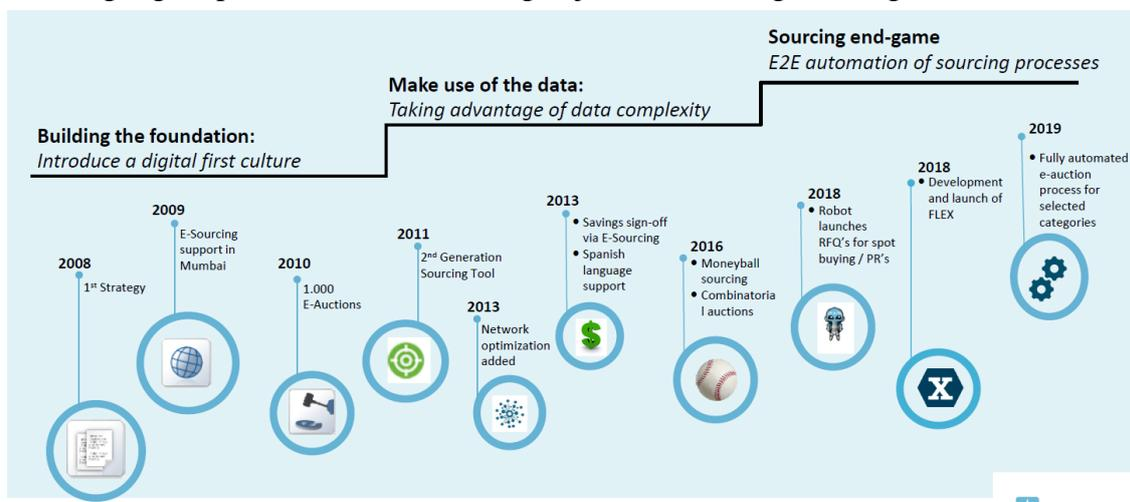 Sourcing end-game
E2E automation of sourcing processes
Make use of the data:
Taking advantage of data complexity
Building the foundation:
Introduce a digital first culture
2008
1st Strategy
2009
E-Sourcing
support in
Mumbai
2010
1.000
E-Auctions
2011
2nd Generation
Sourcing Tool
2013
Network
optimization
added
2013
• Savings sign-off
via E-Sourcing
• Spanish
language
support
2016
• Moneyball
sourcing
• Combinatoria
l auctions
2018
• Robot
launches
RFQ's for spot
buying / PR's
2018
• Development
and launch of
FLEX
X
2019
• Fully automated
e-auction
process for
selected
categories